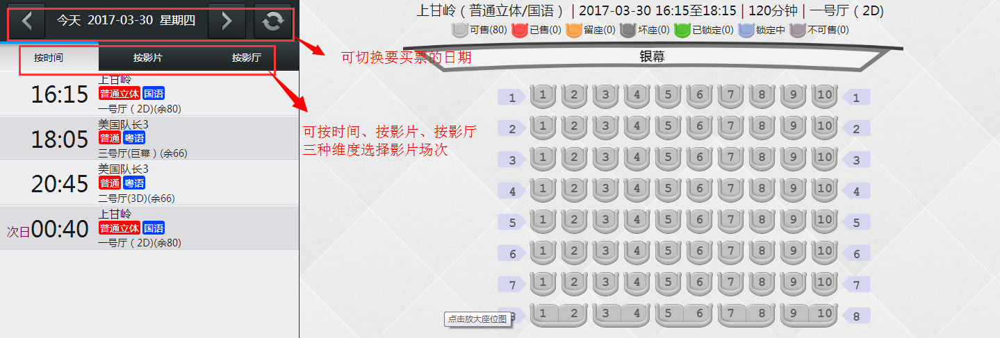 今天 2017-03-30 星期四
按时间 按影片 按影厅
16:15
上甘岭
普通立体 国语
一号厅（2D)(余80)
18:05
美国队长3
普通 粤语
三号厅(巨幕）(余66)
20:45
美国队长3
普通 粤语
二号厅(3D)(余66)
次日00:40
上甘岭
普通立体 国语
一号厅（2D)(余80)
可切换要买票的日期
可按时间、按影片、按影厅
三种维度选择影片场次
上甘岭（普通立体/国语）| 2017-03-30 16:15至18:15 | 120分钟 | 一号厅（2D)
可售(80) 已售(0) 留座(0) 坏座(0) 已锁定(0) 锁定中 不可售(0)
银幕
1 1 2 3 4 5 6 7 8 9 10 1
2 1 2 3 4 5 6 7 8 9 10 2
3 1 2 3 4 5 6 7 8 9 10 3
4 1 2 3 4 5 6 7 8 9 10 4
5 1 2 3 4 5 6 7 8 9 10 5
6 1 2 3 4 5 6 7 8 9 10 6
7 1 2 3 4 5 6 7 8 9 10 7
8 1 2 3 4 5 6 7 8 9 10 8
点击放大座位图